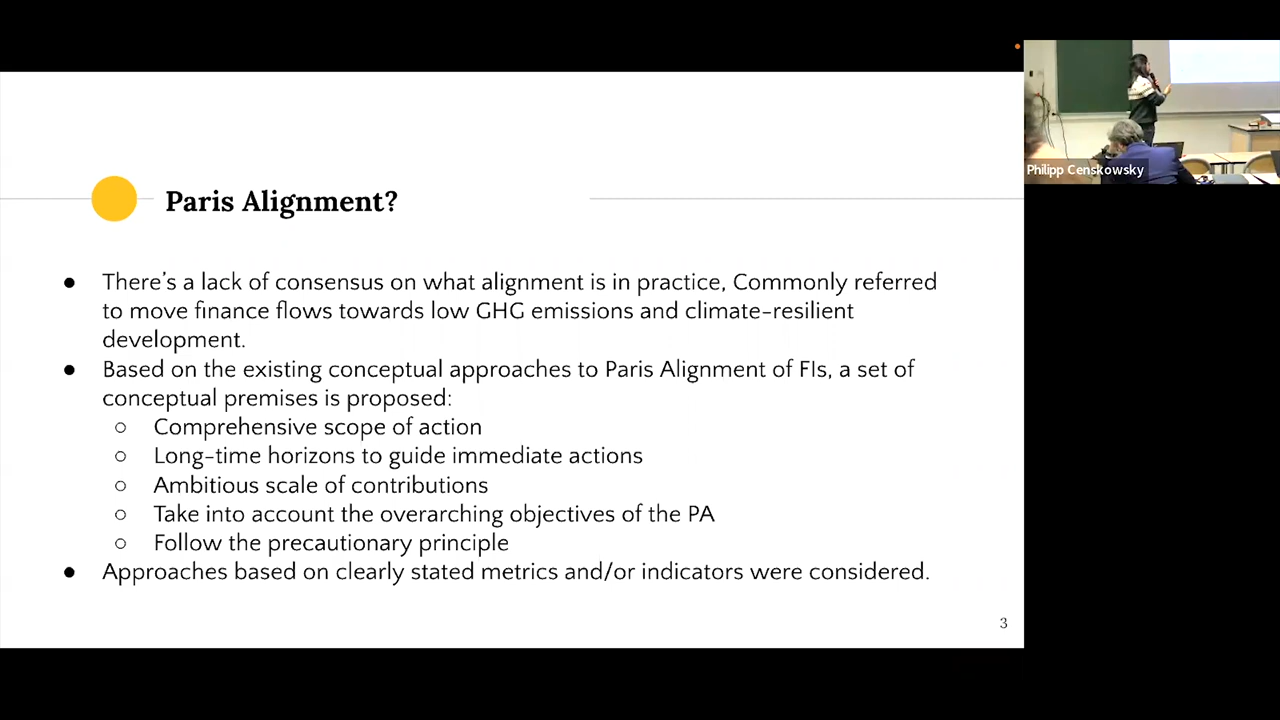 Paris Alignment?
● There's a lack of consensus on what alignment is in practice, Commonly referred
to move finance flows towards low GHG emissions and climate-resilient
development.
● Based on the existing conceptual approaches to Paris Alignment of FIs, a set of
conceptual premises is proposed:
○ Comprehensive scope of action
○ Long-time horizons to guide immediate actions
○ Ambitious scale of contributions
○ Take into account the overarching objectives of the PA
○ Follow the precautionary principle
● Approaches based on clearly stated metrics and/or indicators were considered.
3
Philipp Censkowsky